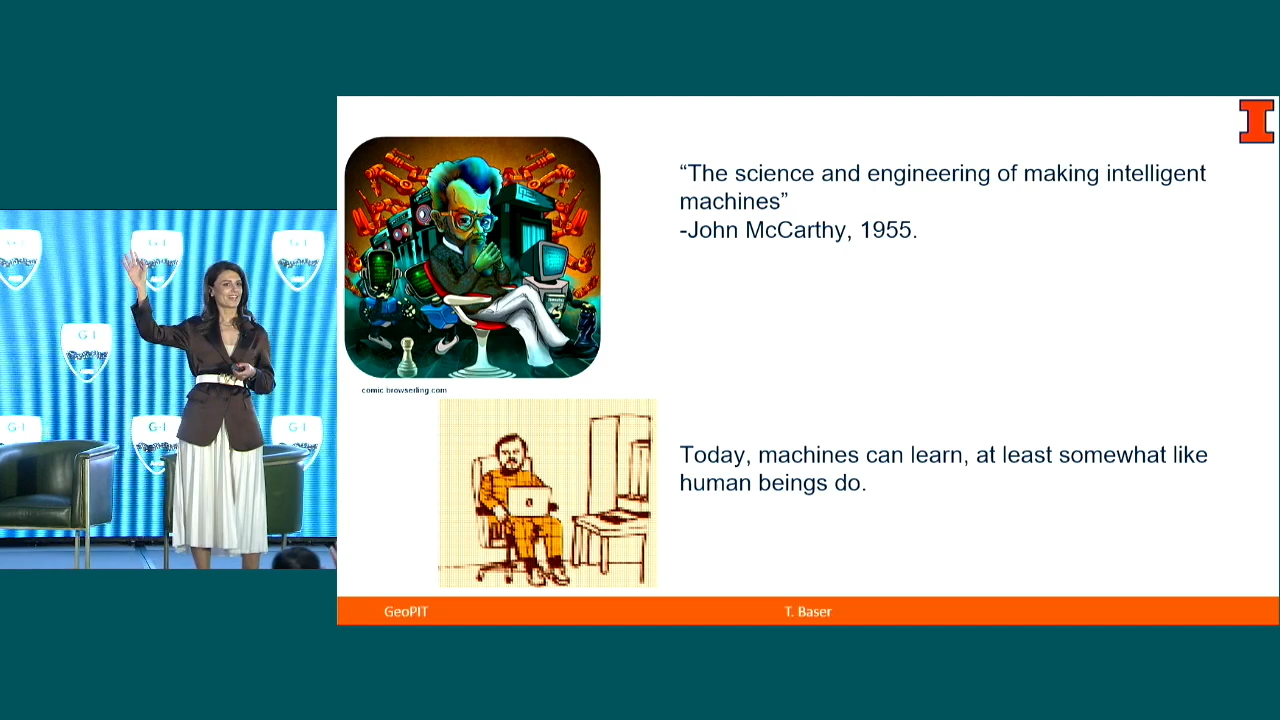 “The science and engineering of making intelligent
machines”
-John McCarthy, 1955.
comic.browserling.com
Today, machines can learn, at least somewhat like
human beings do.
GeoPIT
T. Baser
G-I
G-I
G-I
G-I
G-I
G-I
G-I
I